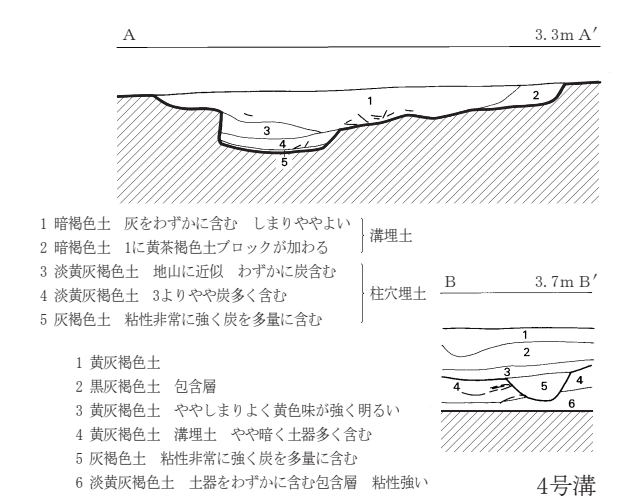 A 3.3m A′
1
2
3
4
5
1 暗褐色土 灰をわずかに含む しまりややよい
2 暗褐色土 1に黄茶褐色土ブロックが加わる
溝埋土
3 淡黄灰褐色土 地山に近似 わずかに炭含む
4 淡黄灰褐色土 3よりやや炭多く含む
5 灰褐色土 粘性非常に強く炭を多量に含む
柱穴埋土
B 3.7m B′
1
2
3
4 5 4
6
1 黄灰褐色土
2 黒灰褐色土 包含層
3 黄灰褐色土 ややしまりよく黄色味が強く明るい
4 黄灰褐色土 溝埋土 やや暗く土器多く含む
5 灰褐色土 粘性非常に強く炭を多量に含む
6 淡黄灰褐色土 土器をわずかに含む包含層 粘性強い
4号溝